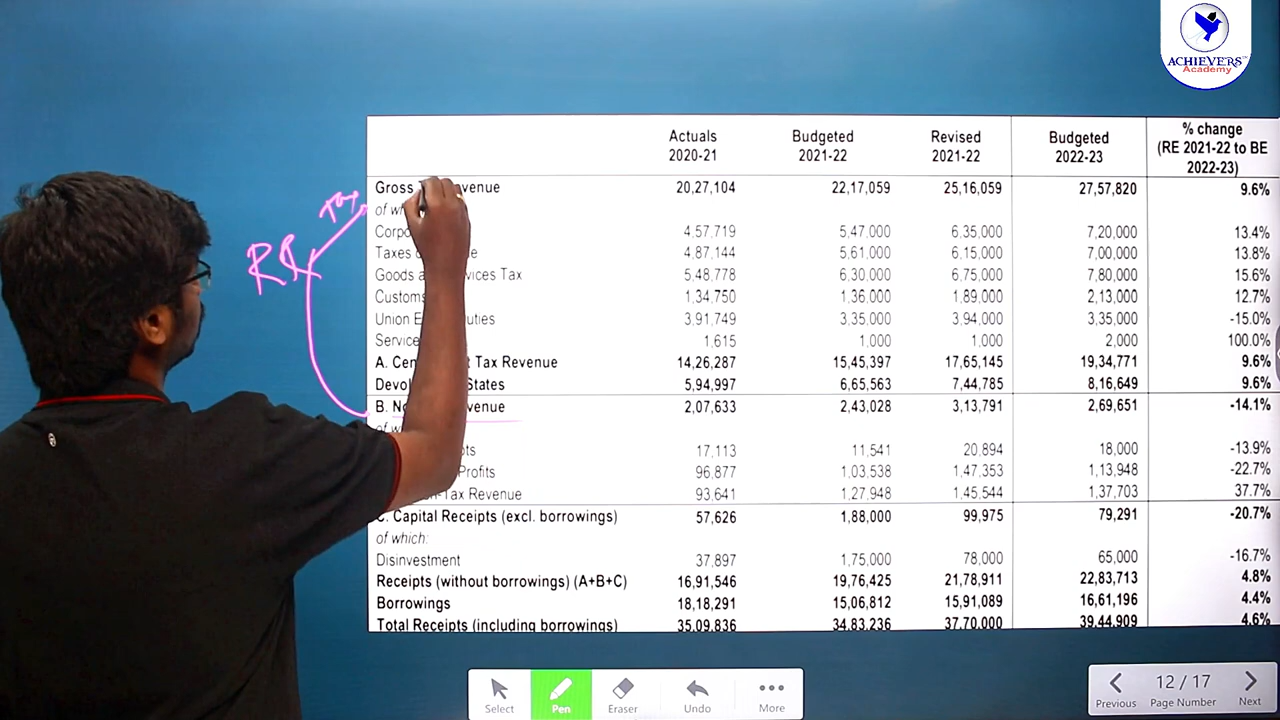 ACHIEVERS
Academy
Actuals 2020-21 Budgeted 2021-22 Revised 2021-22 Budgeted 2022-23 % change (RE 2021-22 to BE 2022-23)
Gross venue 20,27,104 22,17,059 25,16,059 27,57,820 9.6%
of wh
Corpo 4,57,719 5,47,000 6,35,000 7,20,000 13.4%
Taxes 4,87,144 5,61,000 6,15,000 7,00,000 13.8%
Goods a vices Tax 5,48,778 6,30,000 6,75,000 7,80,000 15.6%
Customs 1,34,750 1,36,000 1,89,000 2,13,000 12.7%
Union E uties 3,91,749 3,35,000 3,94,000 3,35,000 -15.0%
Service 1,615 1,000 1,000 2,000 100.0%
A. Cen t Tax Revenue 14,26,287 15,45,397 17,65,145 19,34,771 9.6%
Devol States 5,94,997 6,65,563 7,44,785 8,16,649 9.6%
B. No venue 2,07,633 2,43,028 3,13,791 2,69,651 -14.1%
of w
pts 17,113 11,541 20,894 18,000 -13.9%
Profits 96,877 1,03,538 1,47,353 1,13,948 -22.7%
n-Tax Revenue 93,641 1,27,948 1,45,544 1,37,703 37.7%
C. Capital Receipts (excl. borrowings) 57,626 1,88,000 99,975 79,291 -20.7%
of which:
Disinvestment 37,897 1,75,000 78,000 65,000 -16.7%
Receipts (without borrowings) (A+B+C) 16,91,546 19,76,425 21,78,911 22,83,713 4.8%
Borrowings 18,18,291 15,06,812 15,91,089 16,61,196 4.4%
Total Receipts (including borrowings) 35,09,836 34,83,236 37,70,000 39,44,909 4.6%
Tax
RR
Select Pen Eraser Undo More
12 / 17
Previous Page Number Next